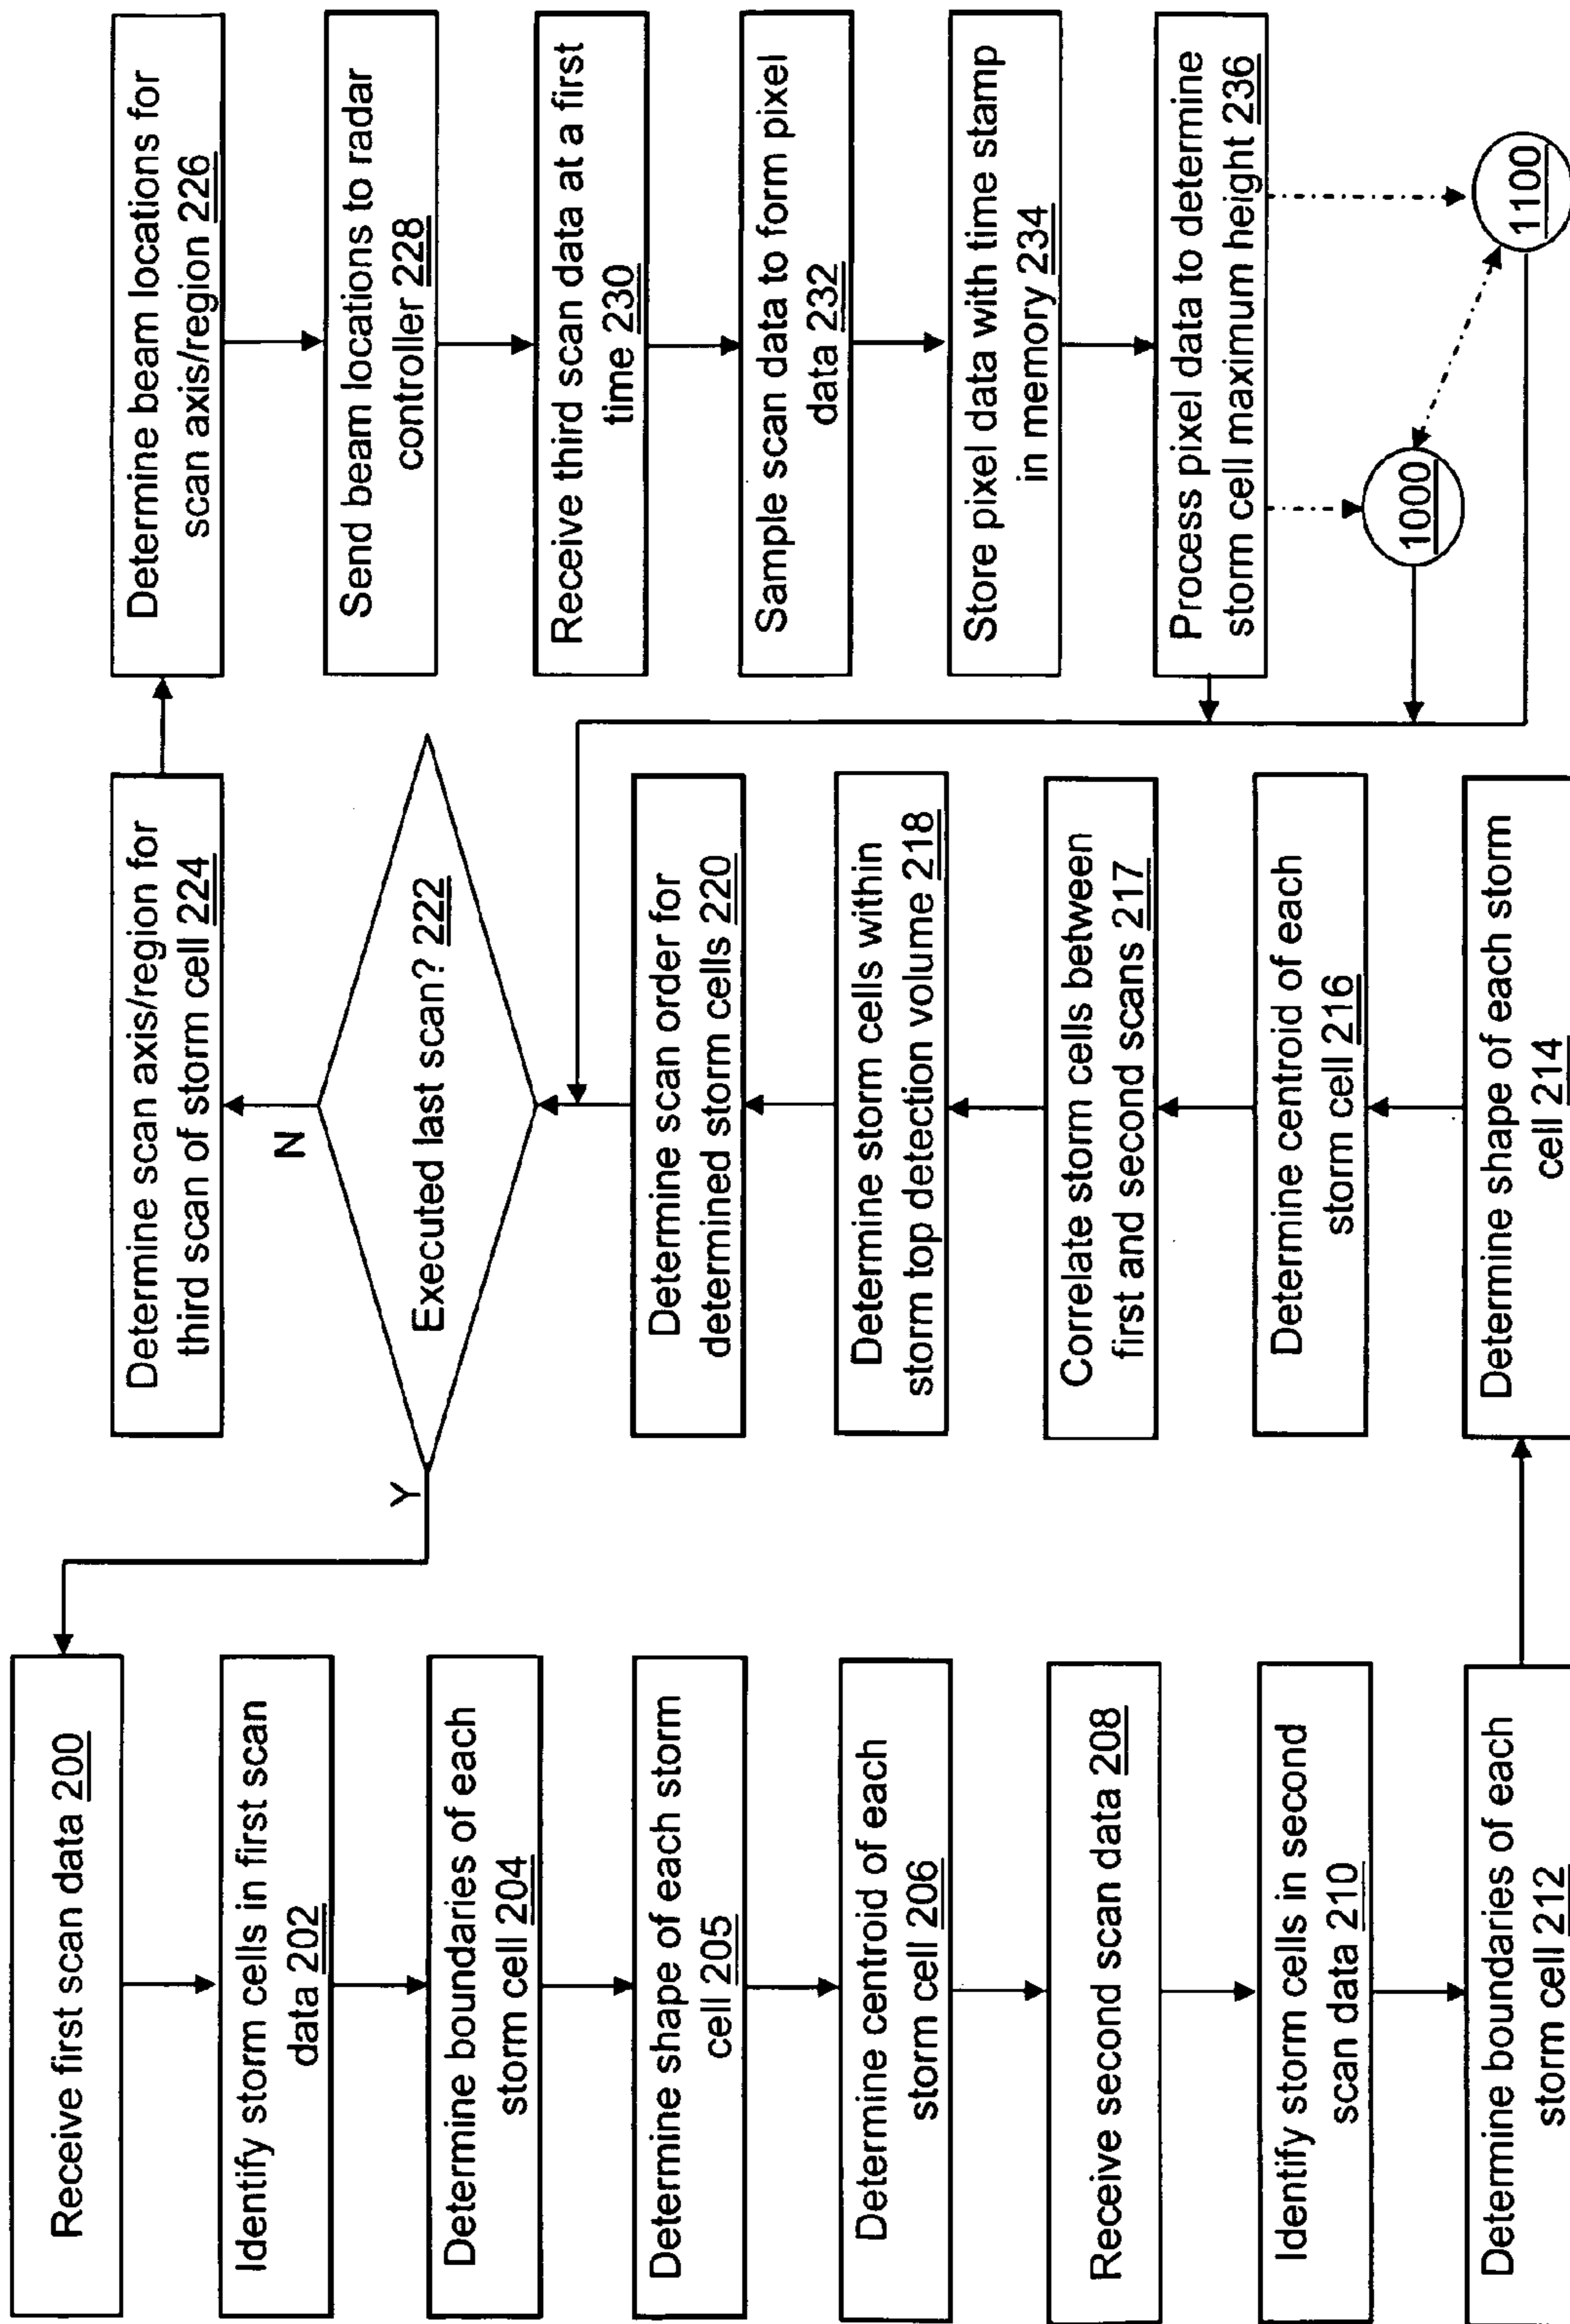 Receive first scan data 200
Identify storm cells in first scan
data 202
Determine boundaries of each
storm cell 204
Determine shape of each storm
cell 205
Determine centroid of each
storm cell 206
Receive second scan data 208
Identify storm cells in second
scan data 210
Determine boundaries of each
storm cell 212
Determine shape of each storm
cell 214
Determine centroid of each
storm cell 216
Correlate storm cells between
first and second scans 217
Determine storm cells within
storm top detection volume 218
Determine scan order for
determined storm cells 220
Executed last scan? 222
Y
N
Determine scan axis/region for
third scan of storm cell 224
Determine beam locations for
scan axis/region 226
Send beam locations to radar
controller 228
Receive third scan data at a first
time 230
Sample scan data to form pixel
data 232
Store pixel data with time stamp
in memory 234
Process pixel data to determine
storm cell maximum height 236
1000
1100